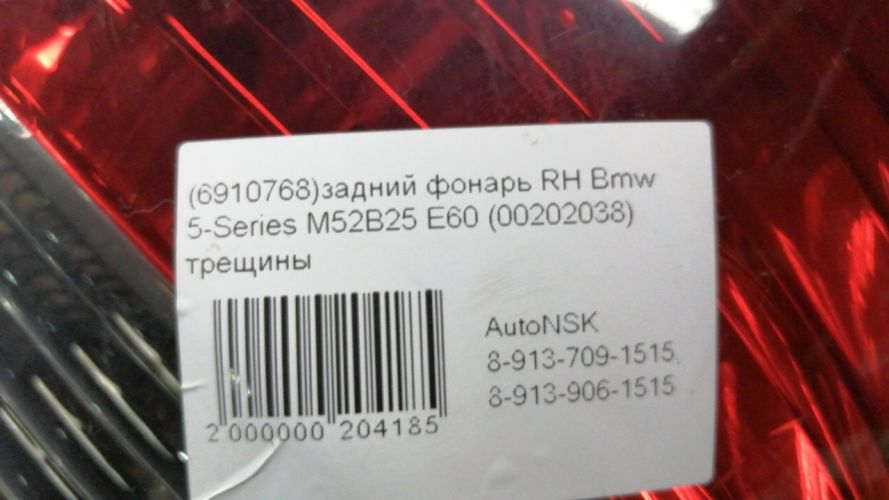 (6910768)задний фонарь RH Bmw
5-Series M52B25 E60 (00202038)
трещины
AutoNSK
8-913-709-1515,
8-913-906-1515
2 000000 204185